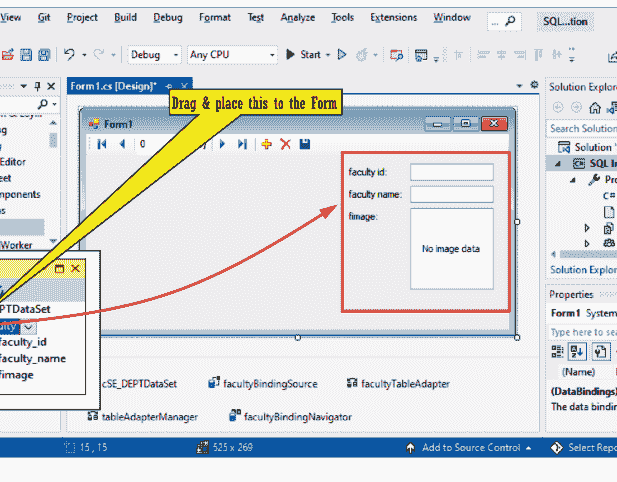 View Git Project Build Debug Format Test Analyze Tools Extensions Window ... SQL...tion
Debug Any CPU Start
Form1.cs [Design]*
Solution Explor
Drag & place this to the Form
Form1
Search Solution
0
Solution
SQL In
Pro
C#
faculty id:
faculty name:
fimage:
No image data
Editor
mponents
Worker
Solution Explor
Properties
EPTDataSet
Form1 System
faculty_id
faculty_name
fimage
Type here to sea
(Name)
(DataBindings)
The data bindin
cSE_DEPTDataSet facultyBindingSource facultyTableAdapter
tableAdapterManager facultyBindingNavigator
15 , 15 525 x 269 Add to Source Control Select Repo